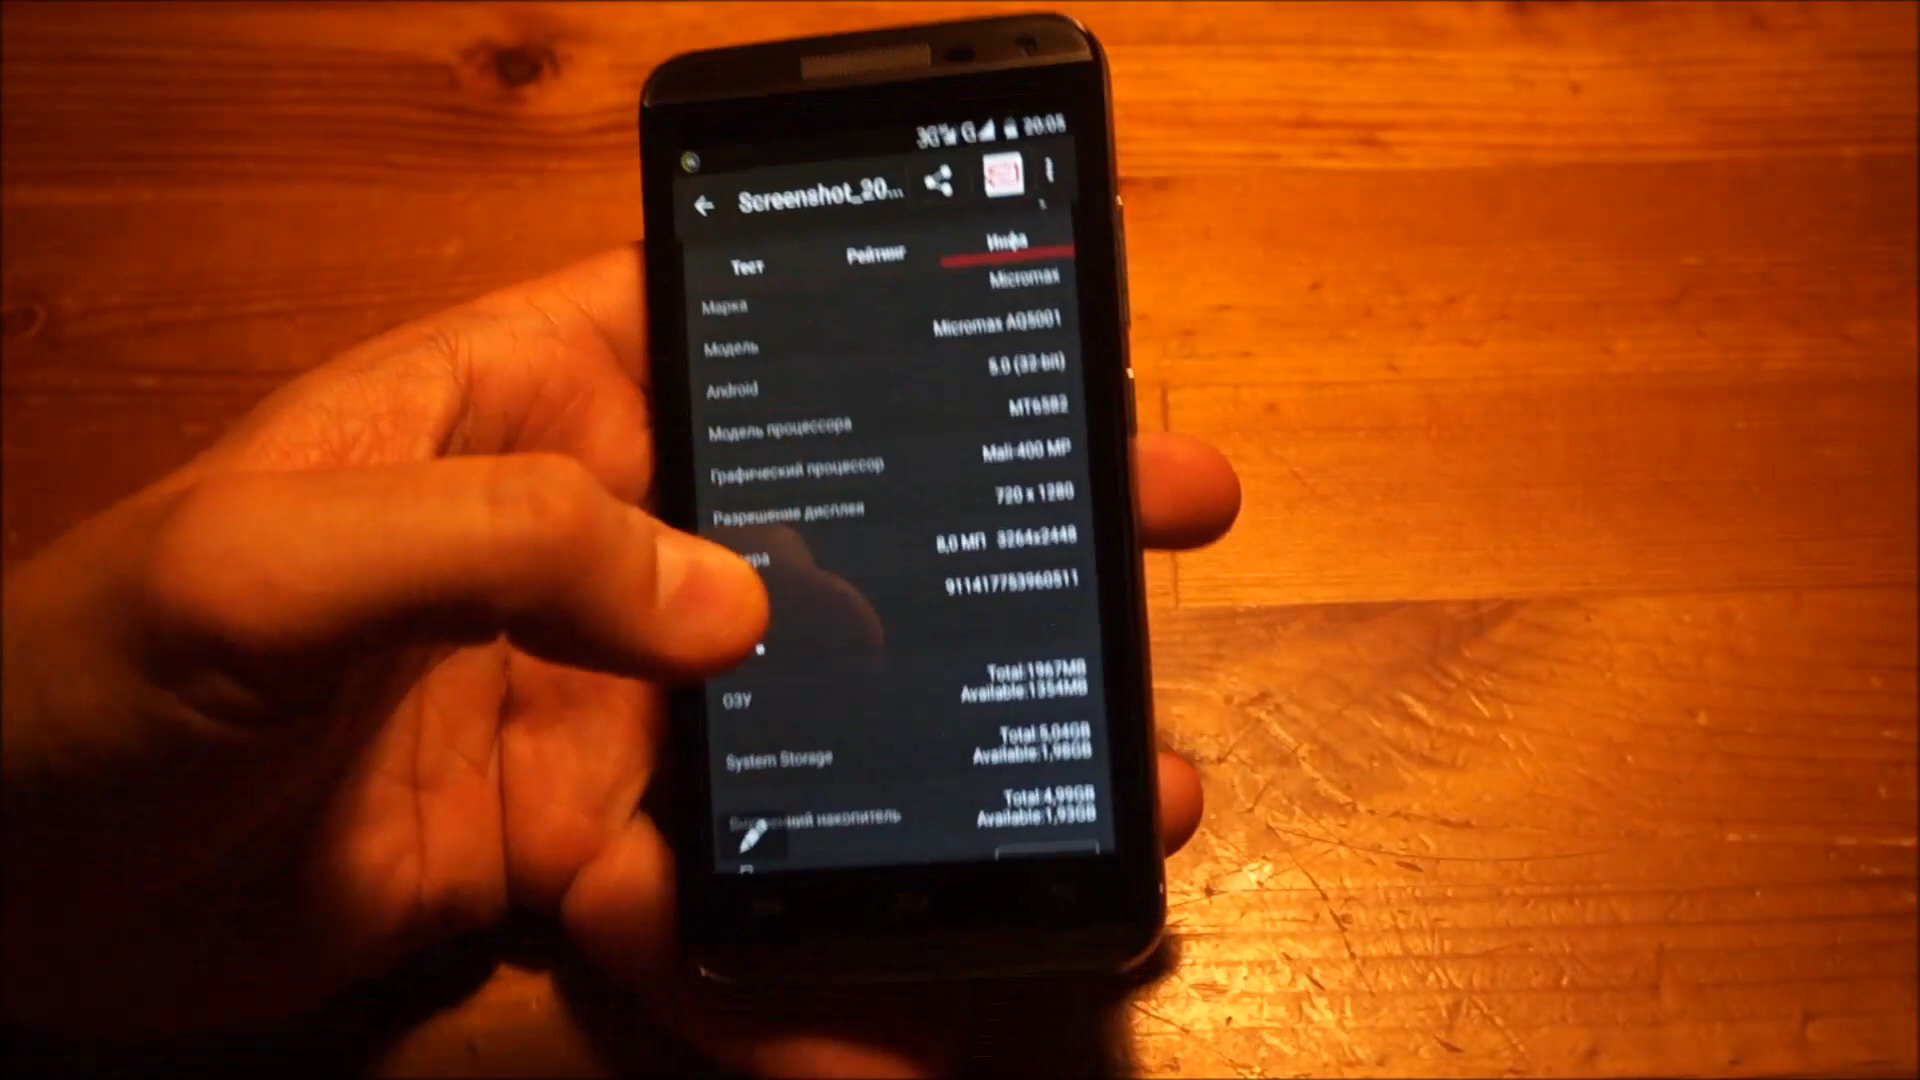 3G G 20:05
Screenshot_20...
Тест Рейтинг Инфа
Марка Micromax
Модель Micromax AQ5001
Android 5.0 (32-bit)
Модель процессора MT6582
Графический процессор Mali-400 MP
Разрешение дисплея 720 x 1280
ера 8,0 МП 3264x2448
911417753960511
ОЗУ Total:1967MB
Available:1354MB
System Storage Total:5,04GB
Available:1,98GB
накопитель Total:4,99GB
Available:1,93GB